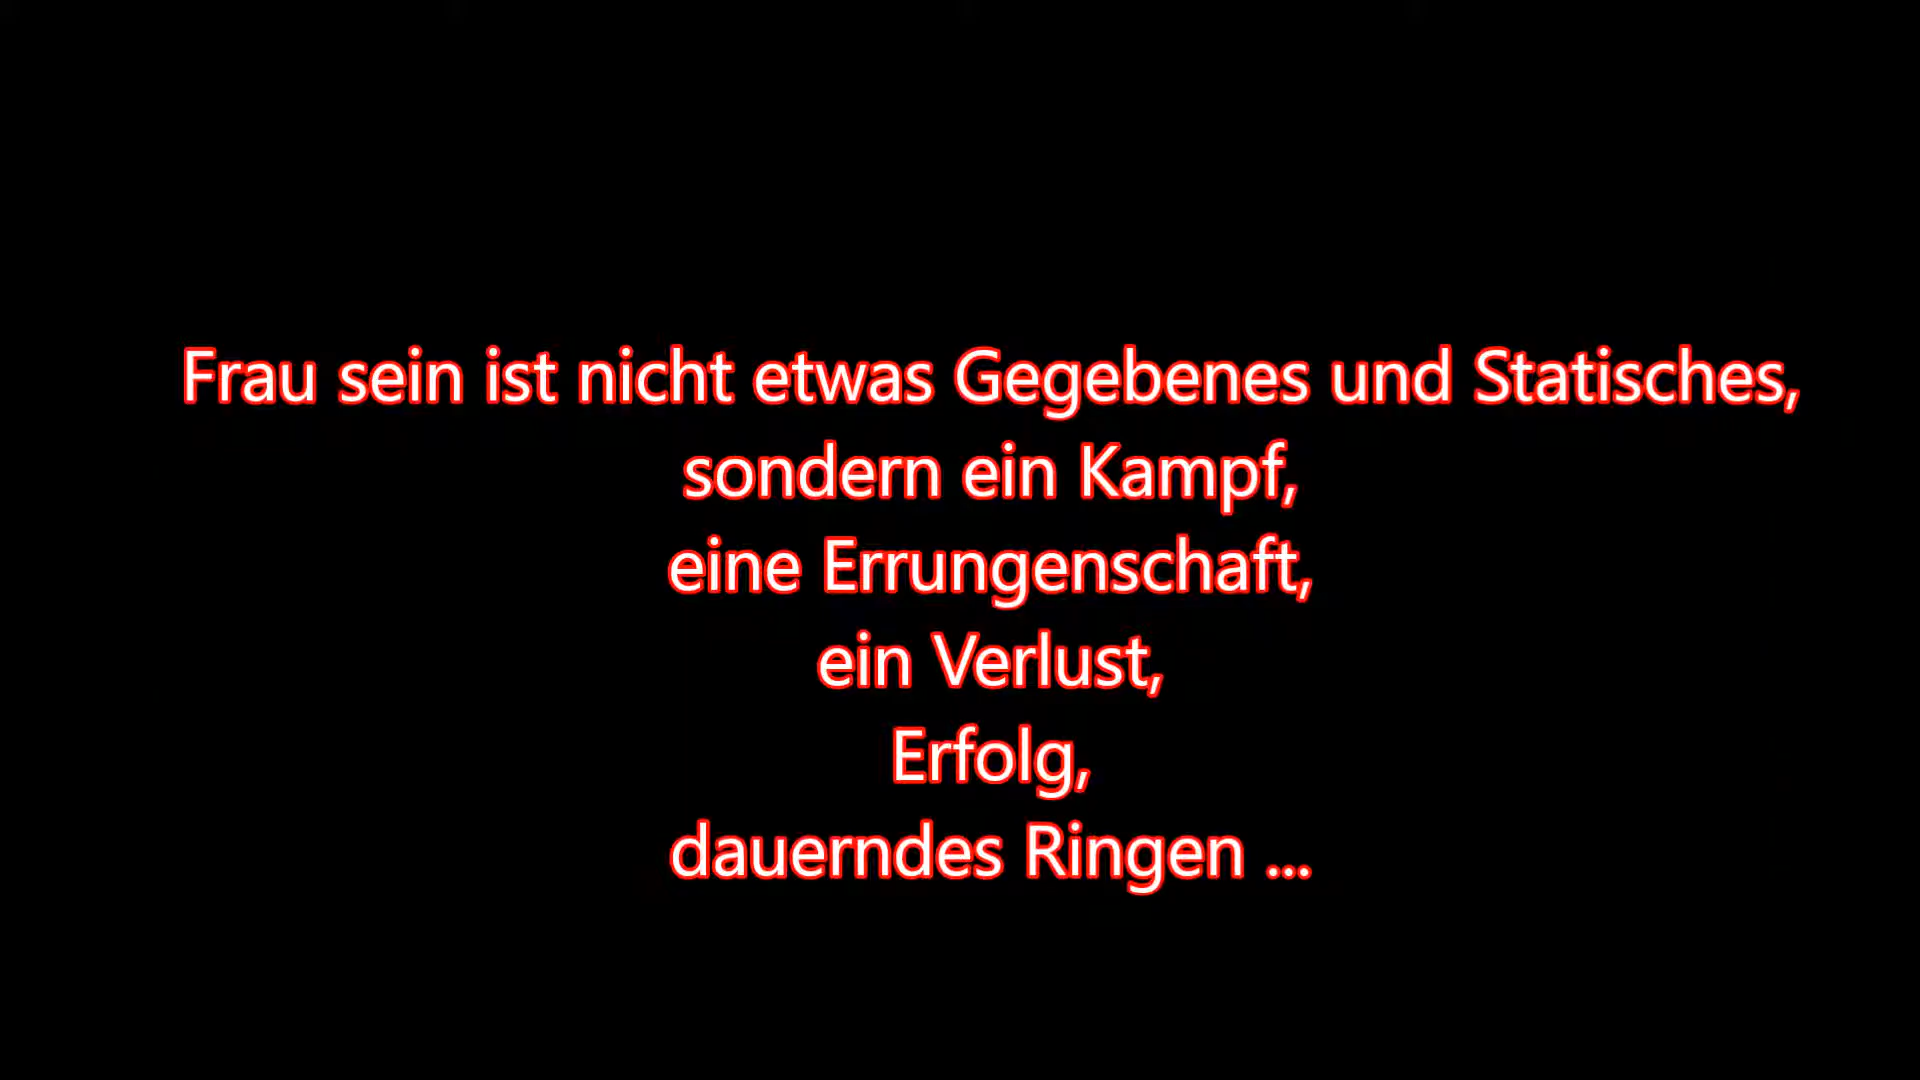 Frau sein ist nicht etwas Gegebenes und Statisches,
sondern ein Kampf,
eine Errungenschaft,
ein Verlust,
Erfolg,
dauerndes Ringen ...